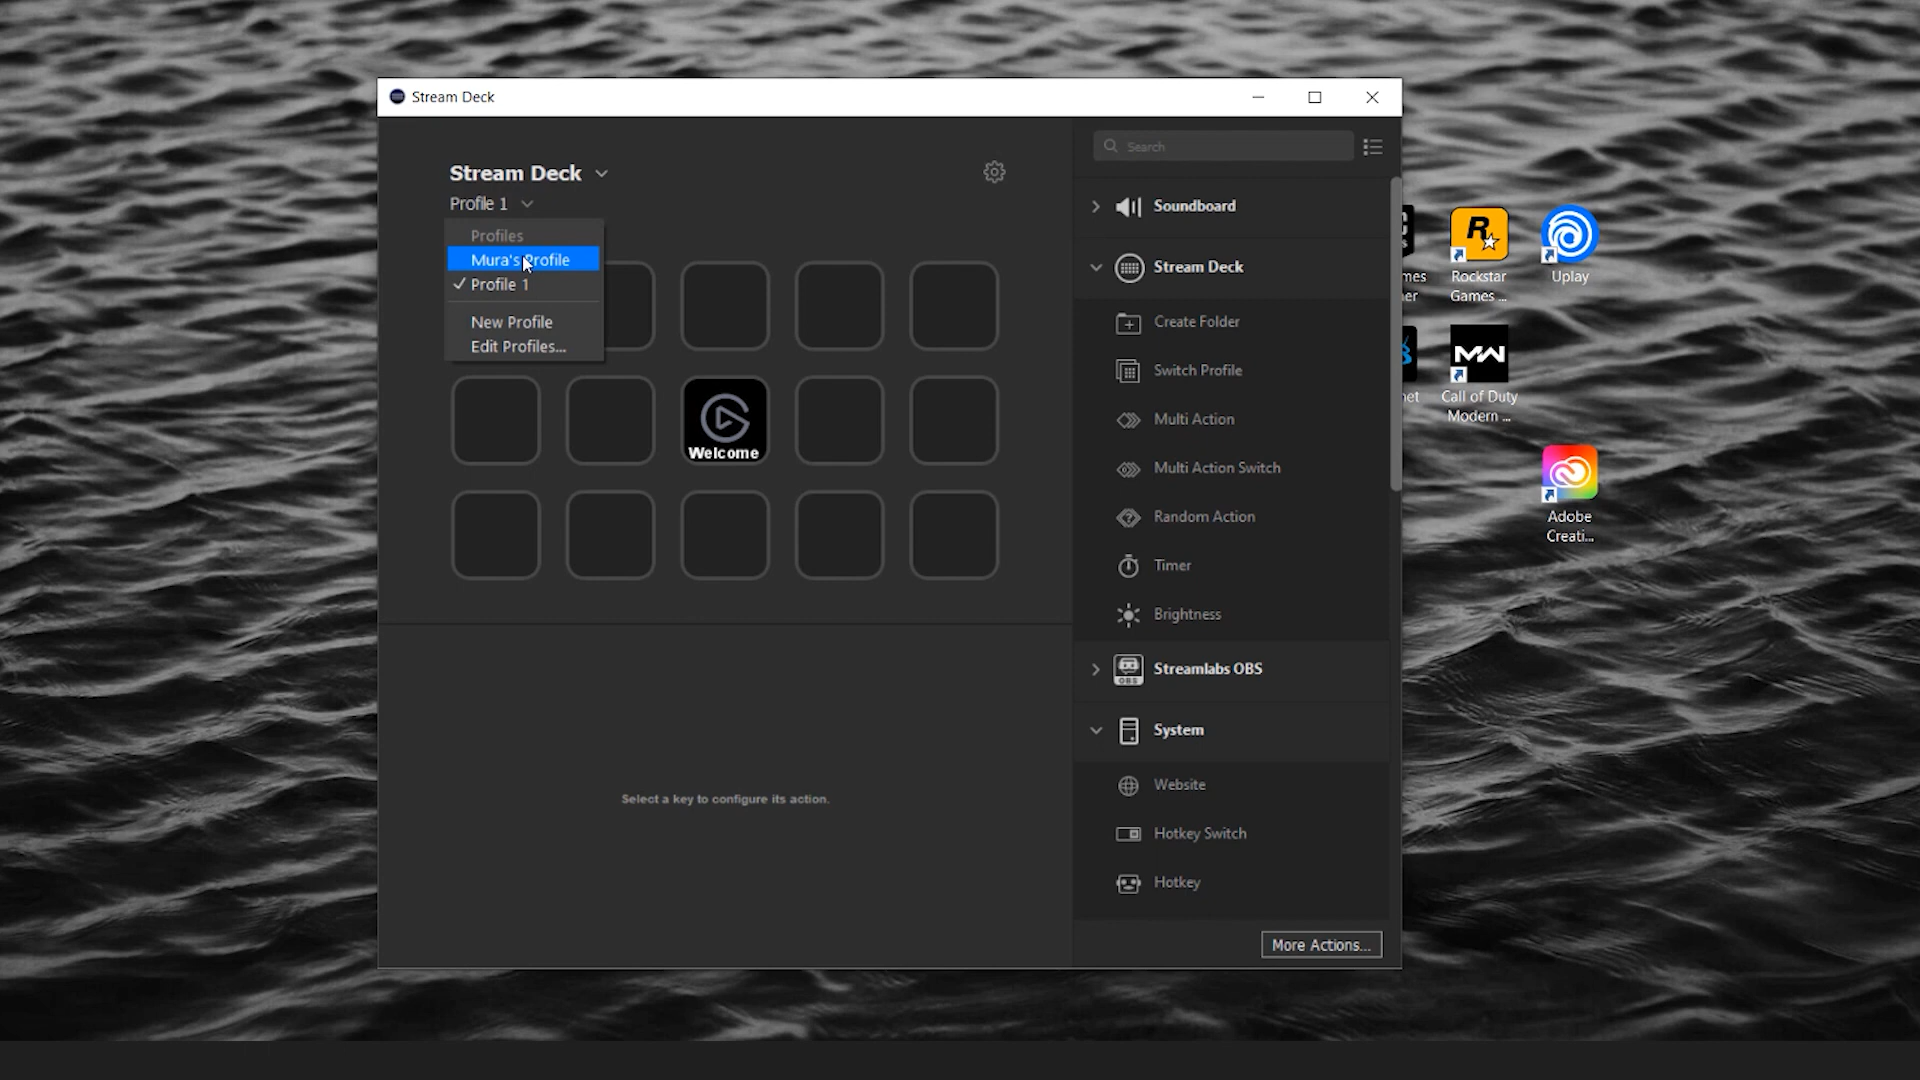 Stream Deck
Stream Deck
Profile 1
Profiles
Mura's Profile
Profile 1
New Profile
Edit Profiles...
Welcome
Select a key to configure its action.
Search
Soundboard
Stream Deck
Create Folder
Switch Profile
Multi Action
Multi Action Switch
Random Action
Timer
Brightness
OBS
Streamlabs OBS
System
Website
Hotkey Switch
Hotkey
More Actions...
R
Rockstar
Games ...
Uplay
MW
Call of Duty
Modern ...
Adobe
Creati...